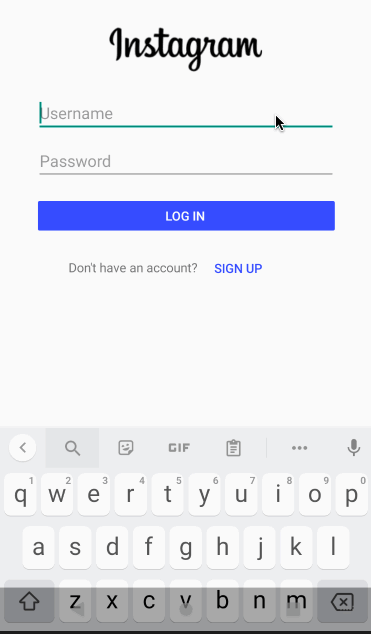 Instagram
Username
Password
LOG IN
Don't have an account? SIGN UP
GIF
1 2 3 4 5 6 7 8 9 0
q w e r t y u i o p
a s d f g h j k l
z x c v b n m